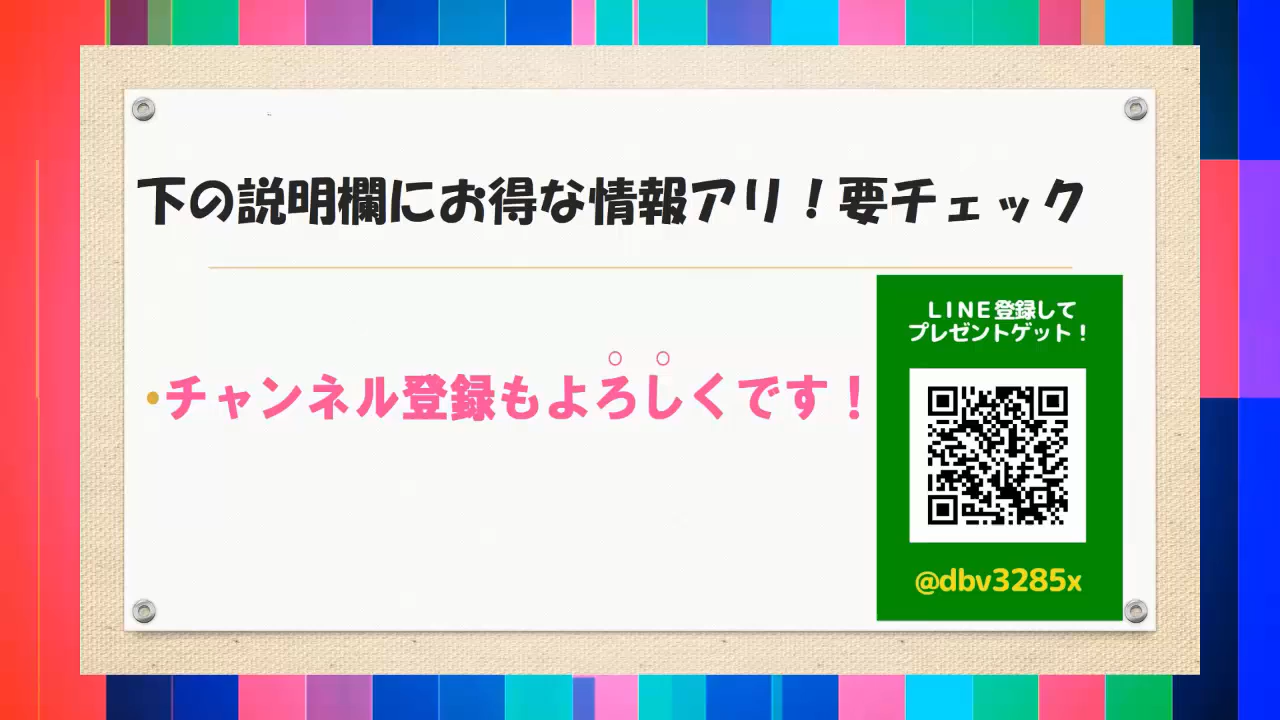 下の説明欄にお得な情報アリ！要チェック
•チャンネル登録もよろしくです！
LINE登録して
プレゼントゲット！
@dbv3285x